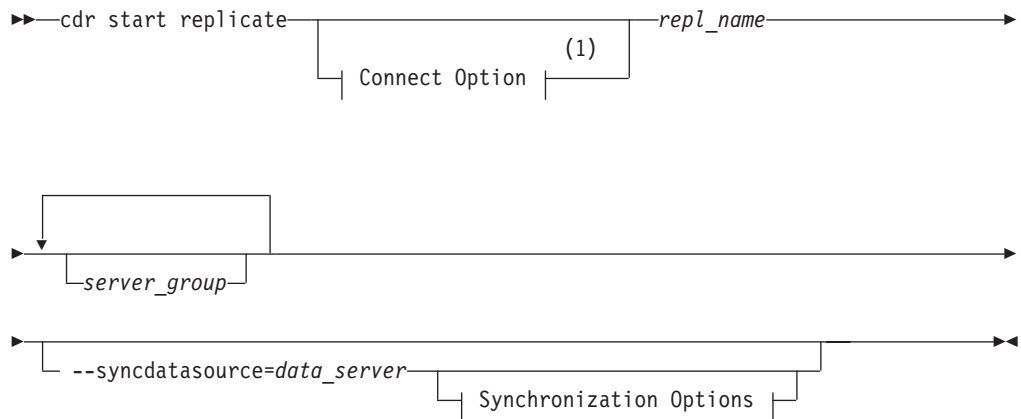 cdr start replicate repl_name
(1)
Connect Option
server_group
--syncdatasource=data_server
Synchronization Options